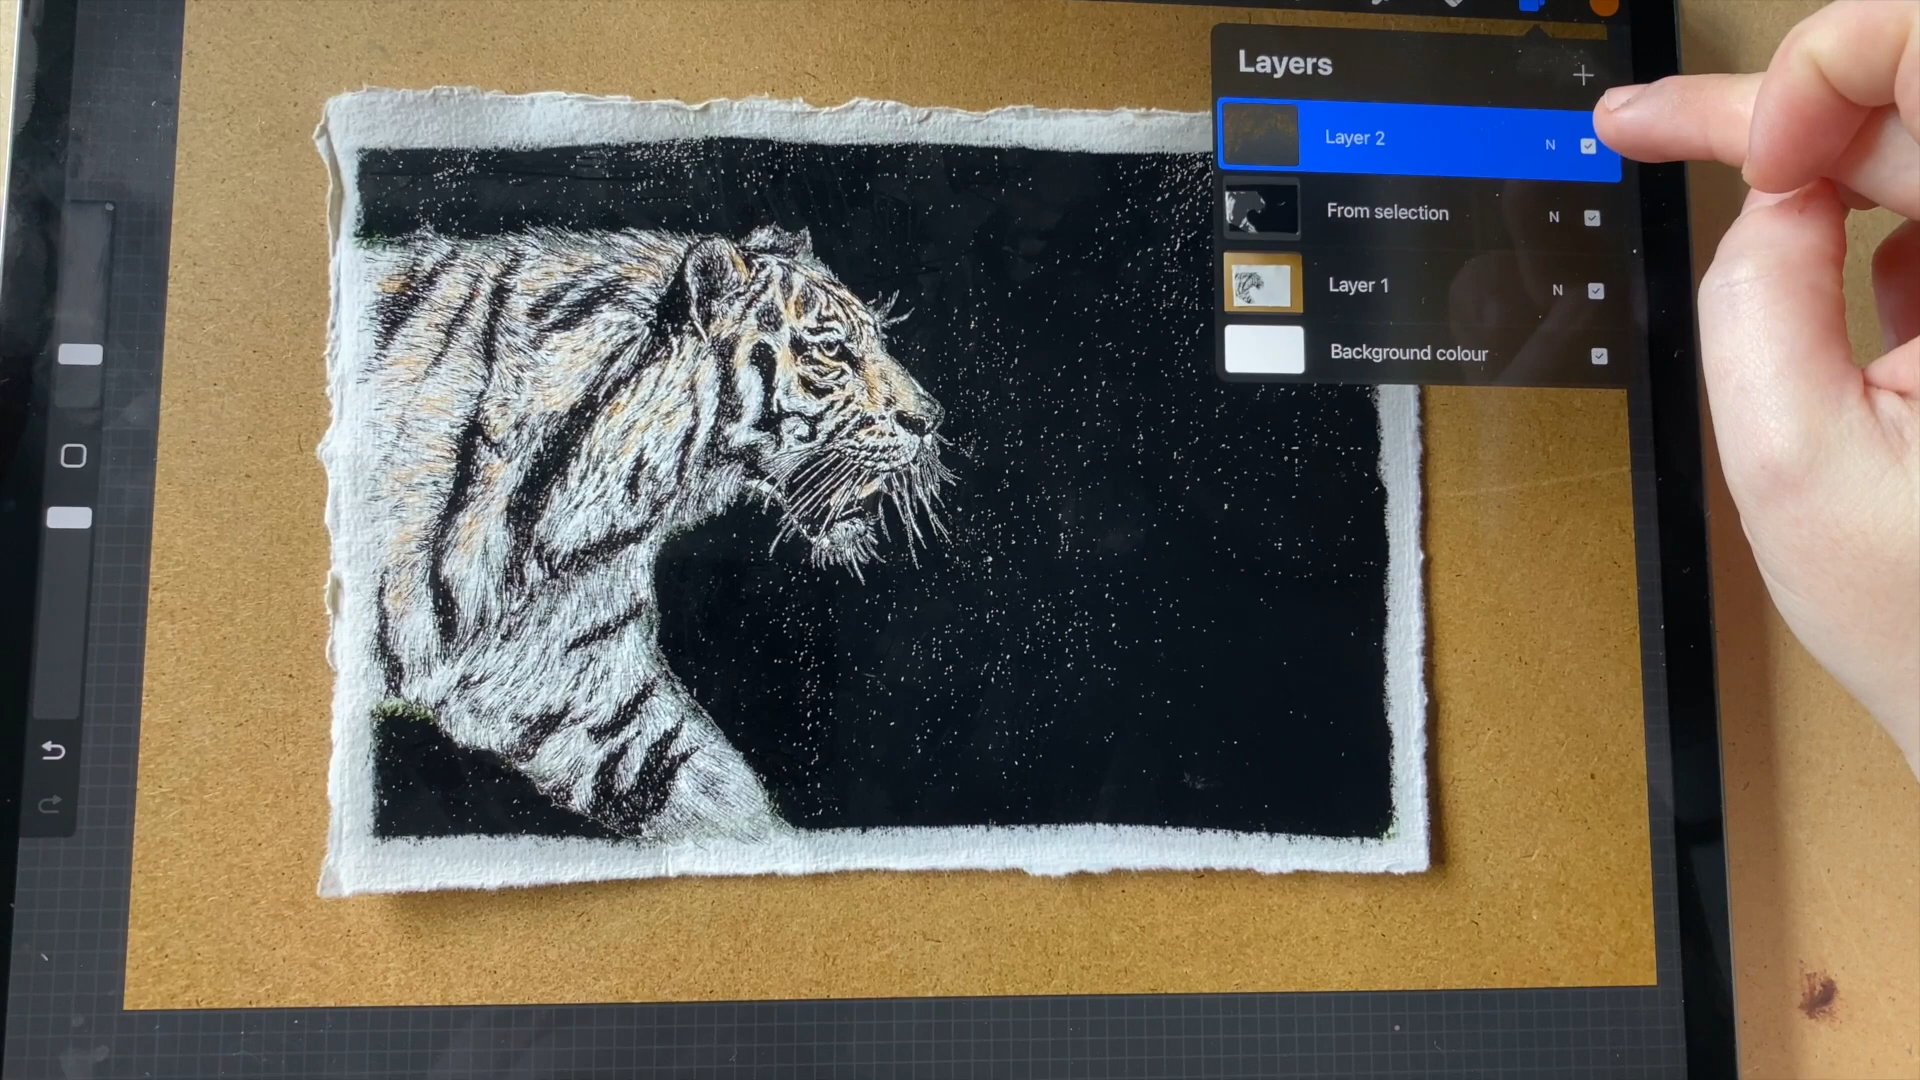 Layers
Layer 2 N
From selection N
Layer 1 N
Background colour